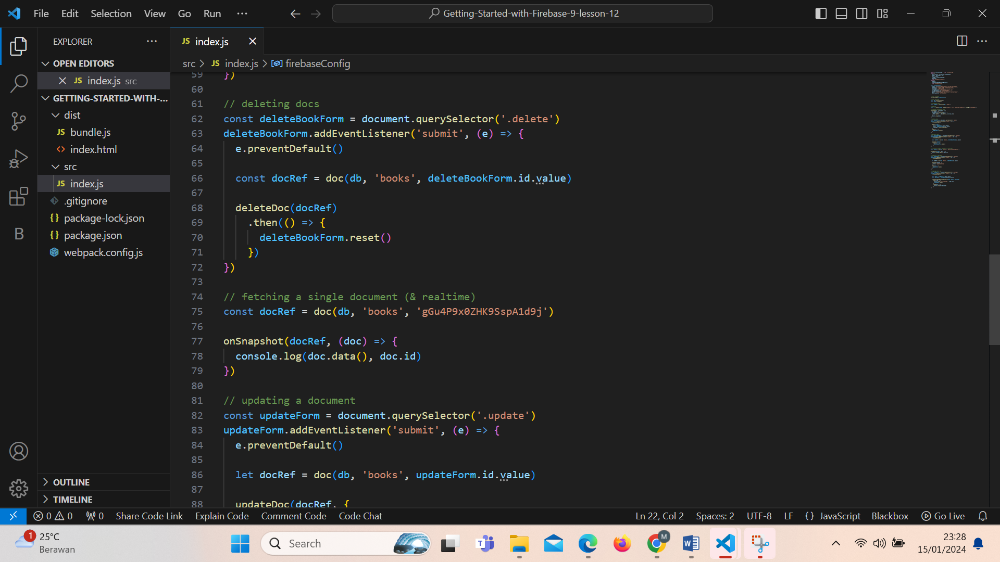 File Edit Selection View Go Run ··· Getting-Started-with-Firebase-9-lesson-12
EXPLORER
OPEN EDITORS
JS index.js src
GETTING-STARTED-WITH-...
dist
JS bundle.js
<> index.html
src
JS index.js
.gitignore
{} package-lock.json
{} package.json
webpack.config.js
OUTLINE
TIMELINE
B
JS index.js
src > JS index.js > firebaseConfig
59 })
60
61 // deleting docs
62 const deleteBookForm = document.querySelector('.delete')
63 deleteBookForm.addEventListener('submit', (e) => {
64 e.preventDefault()
65
66 const docRef = doc(db, 'books', deleteBookForm.id.value)
67
68 deleteDoc(docRef)
69 .then(() => {
70 deleteBookForm.reset()
71 })
72 })
73
74 // fetching a single document (& realtime)
75 const docRef = doc(db, 'books', 'gGu4P9x0ZHK9SspA1d9j')
76
77 onSnapshot(docRef, (doc) => {
78 console.log(doc.data(), doc.id)
79 })
80
81 // updating a document
82 const updateForm = document.querySelector('.update')
83 updateForm.addEventListener('submit', (e) => {
84 e.preventDefault()
85
86 let docRef = doc(db, 'books', updateForm.id.value)
87
88 updateDoc(docRef, {
0 0 0 Share Code Link Explain Code Comment Code Code Chat Ln 22, Col 2 Spaces: 2 UTF-8 LF {} JavaScript Blackbox Go Live
1 25°C
Berawan
Search
T
M
W
23:28
15/01/2024